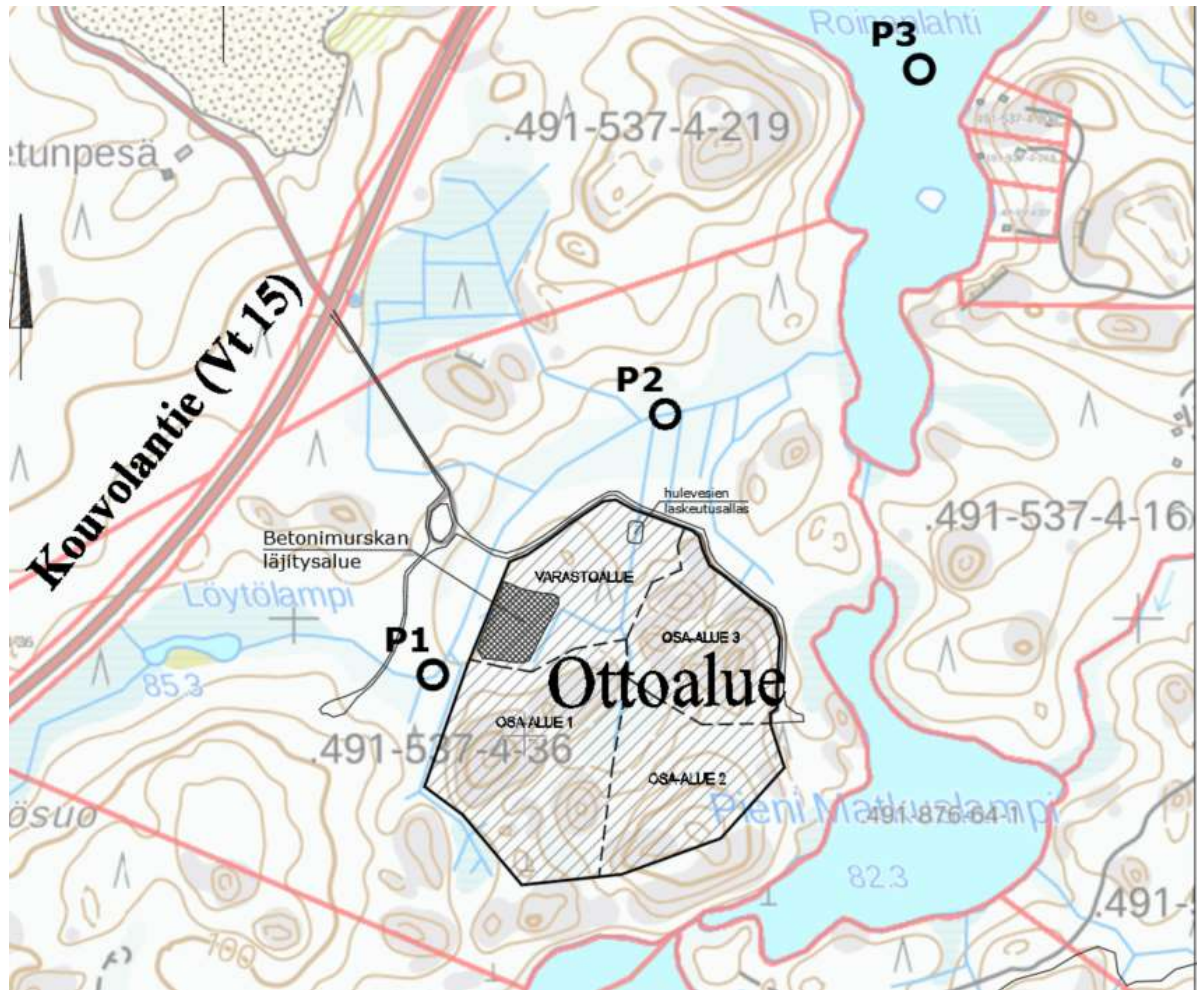 Roinanlahti
P3
.491-537-4-219
etunpesä
Kouvolantie (Vt 15)
P2
hulevesien
laskeutusallas
.491-537-4-16
Betonimurskan
läjitysalue
VARASTOALUE
Löytölampi
P1
OSA-ALUE 3
Ottoalue
85.3
OSA-ALUE 1
.491-537-4-36
OSA-ALUE 2
Pieni Matkuslampi
491-876-64-1
ösuo
82.3
.491-
100